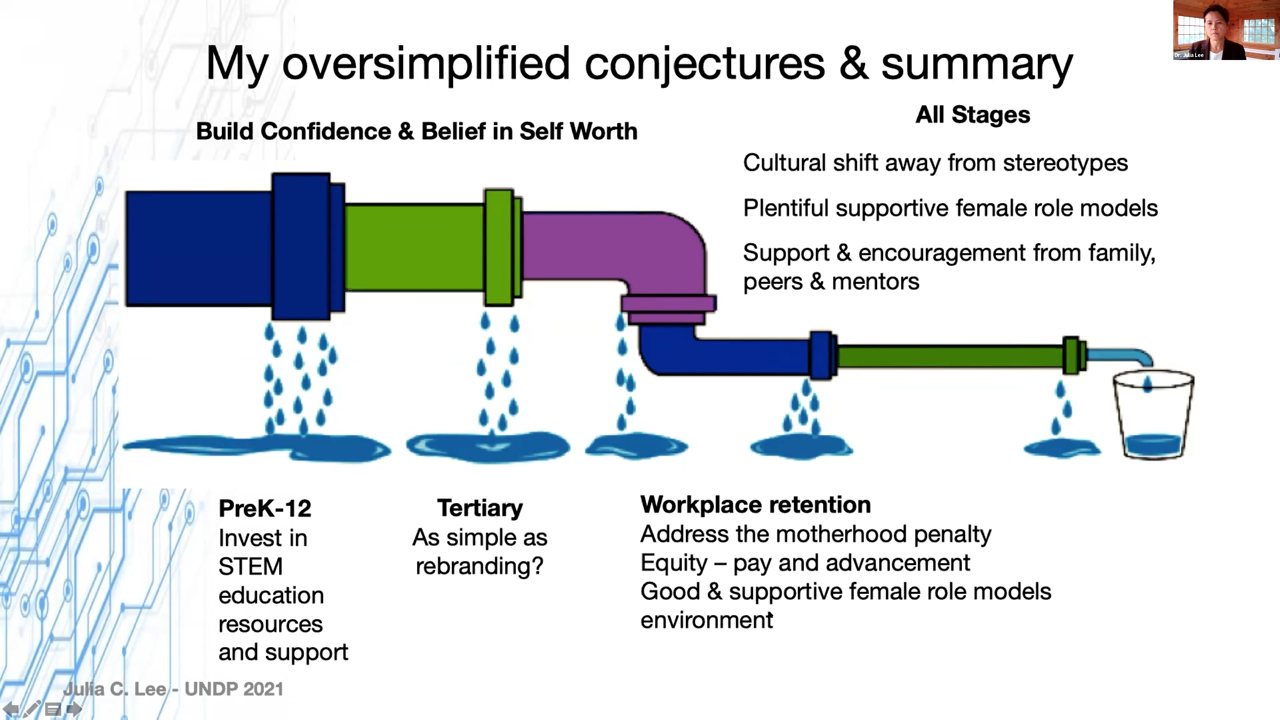 My oversimplified conjectures & summary
Build Confidence & Belief in Self Worth
All Stages
Cultural shift away from stereotypes
Plentiful supportive female role models
Support & encouragement from family,
peers & mentors
PreK-12
Invest in
STEM
education
resources
and support
Tertiary
As simple as
rebranding?
Workplace retention
Address the motherhood penalty
Equity – pay and advancement
Good & supportive female role models
environment
Julia C. Lee - UNDP 2021
Dr. Julia Lee